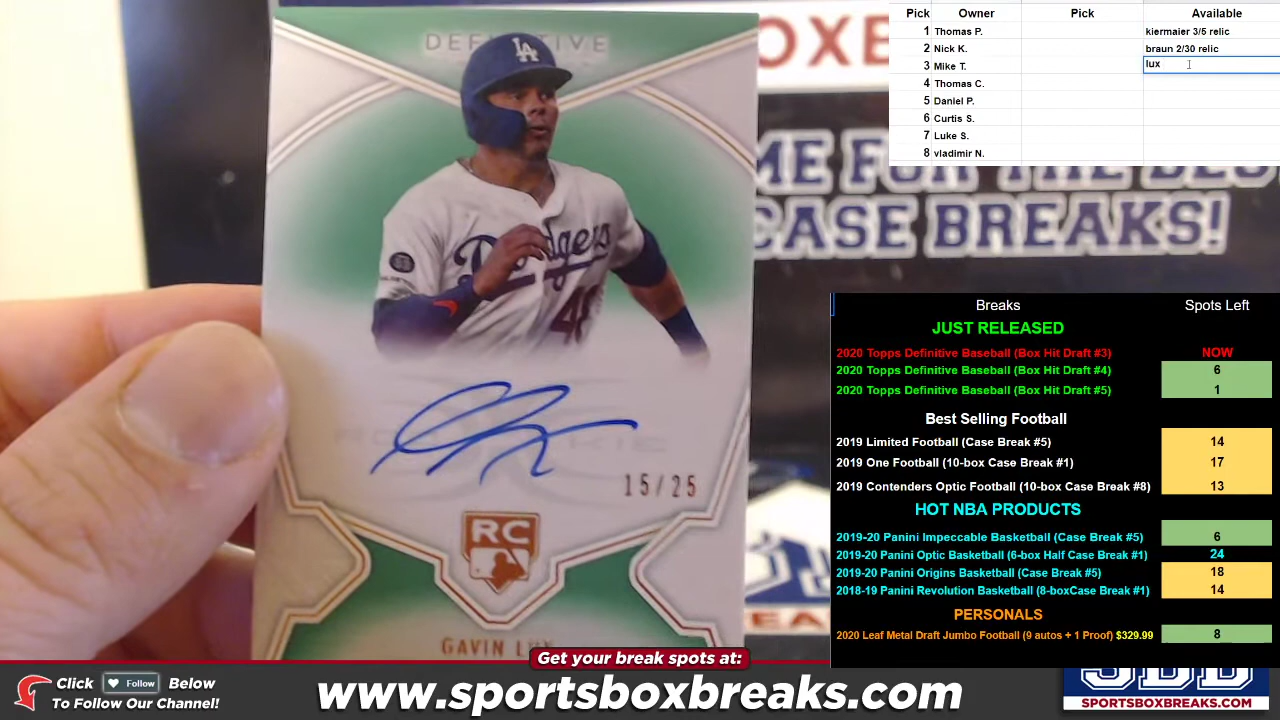 DEFINITIVE
LA
Dodgers
15/25
RC
GAVIN LUX
BOX
ME FOR THE BES
CASE BREAKS!
Pick Owner Pick Available
1 Thomas P. kiermaier 3/5 relic
2 Nick K. braun 2/30 relic
3 Mike T. lux
4 Thomas C.
5 Daniel P.
6 Curtis S.
7 Luke S.
8 vladimir N.
Breaks Spots Left
JUST RELEASED
2020 Topps Definitive Baseball (Box Hit Draft #3) NOW
2020 Topps Definitive Baseball (Box Hit Draft #4) 6
2020 Topps Definitive Baseball (Box Hit Draft #5) 1
Best Selling Football
2019 Limited Football (Case Break #5) 14
2019 One Football (10-box Case Break #1) 17
2019 Contenders Optic Football (10-box Case Break #8) 13
HOT NBA PRODUCTS
2019-20 Panini Impeccable Basketball (Case Break #5) 6
2019-20 Panini Optic Basketball (6-box Half Case Break #1) 24
2019-20 Panini Origins Basketball (Case Break #5) 18
2018-19 Panini Revolution Basketball (8-boxCase Break #1) 14
PERSONALS
2020 Leaf Metal Draft Jumbo Football (9 autos + 1 Proof) $329.99 8
Get your break spots at:
Click Follow Below
To Follow Our Channel!
www.sportsboxbreaks.com
SBB
SPORTSBOXBREAKS.COM